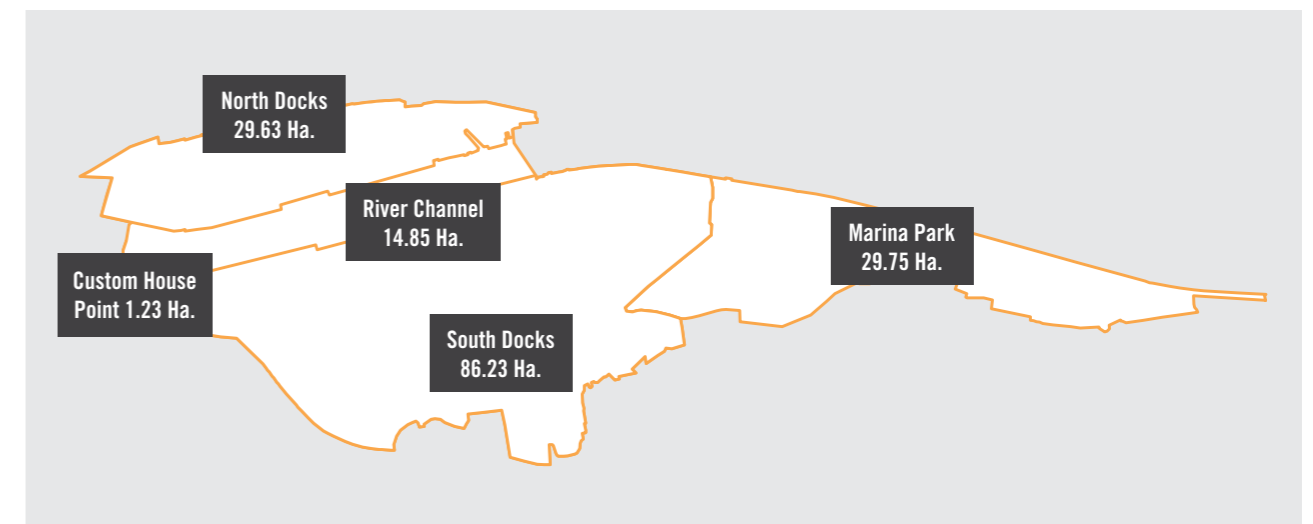 North Docks
29.63 Ha.
River Channel
14.85 Ha.
Marina Park
29.75 Ha.
Custom House
Point 1.23 Ha.
South Docks
86.23 Ha.